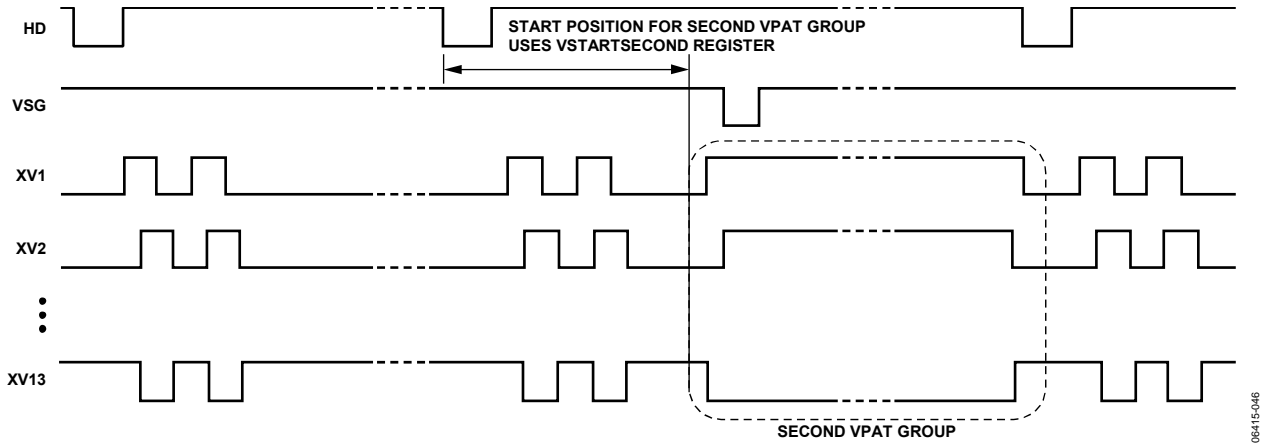 HD
START POSITION FOR SECOND VPAT GROUP
USES VSTARTSECOND REGISTER
VSG
XV1
XV2
XV13
SECOND VPAT GROUP
06415-046